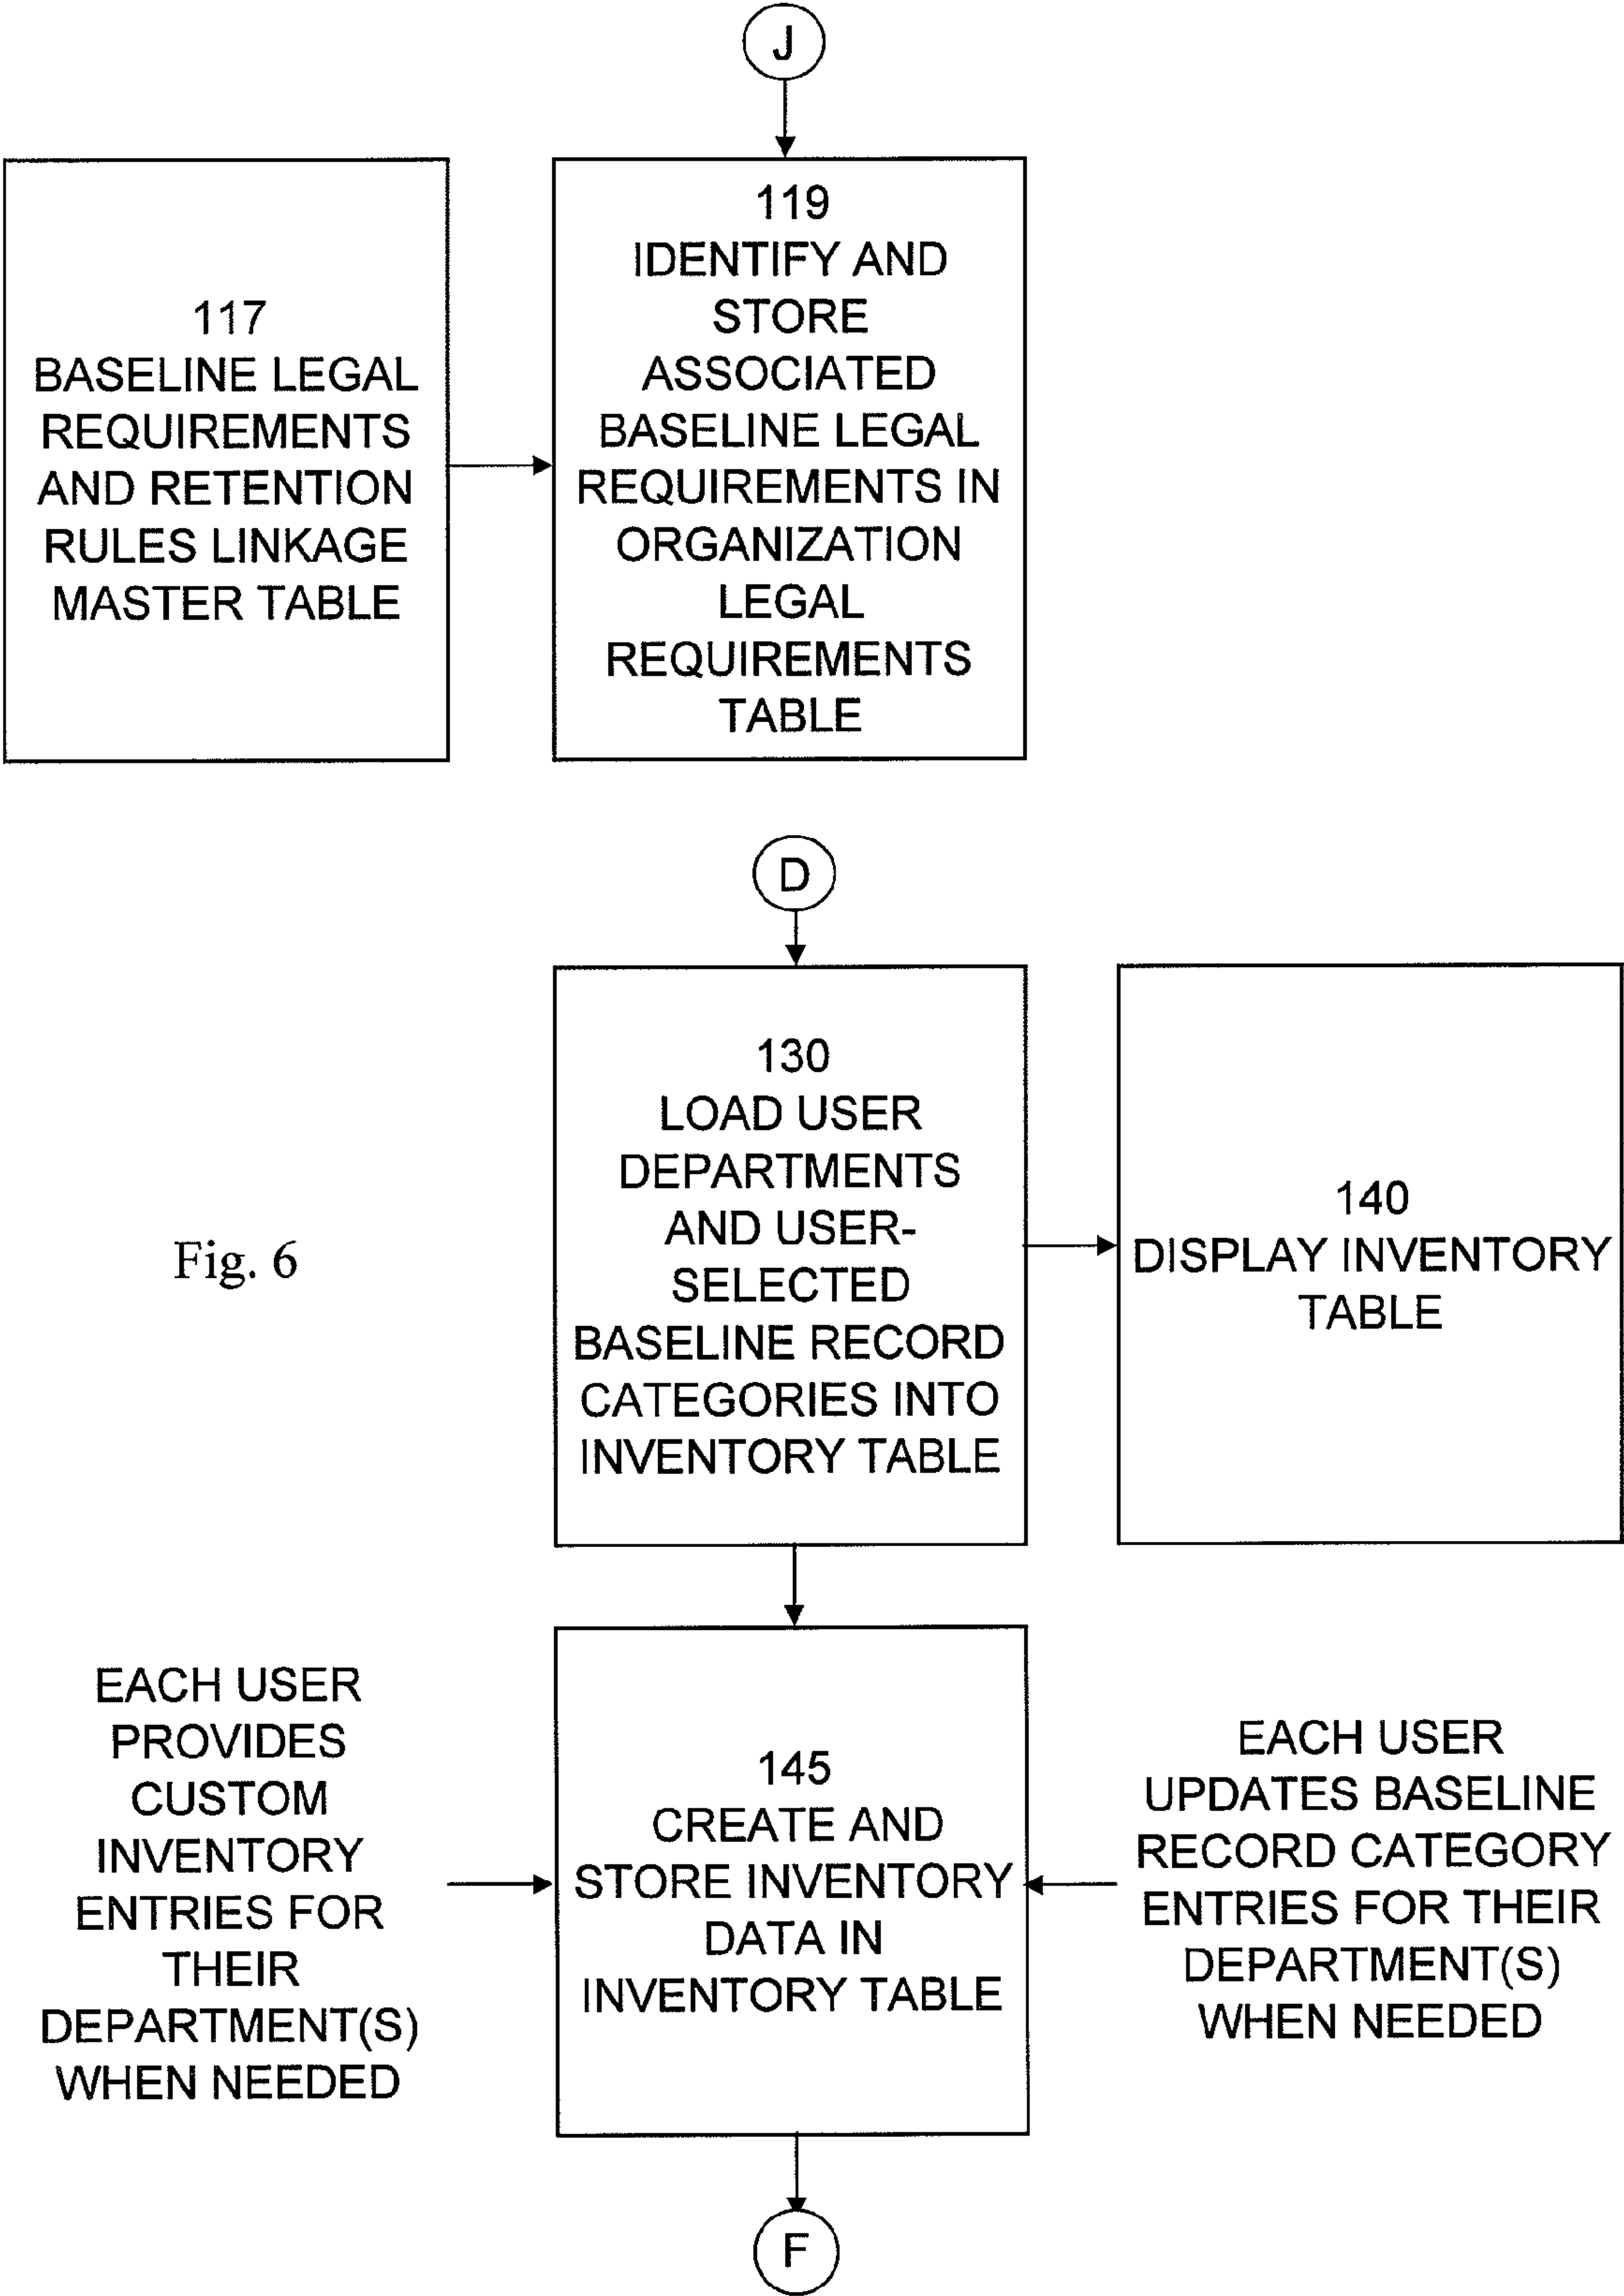 J
117
BASELINE LEGAL
REQUIREMENTS
AND RETENTION
RULES LINKAGE
MASTER TABLE
119
IDENTIFY AND
STORE
ASSOCIATED
BASELINE LEGAL
REQUIREMENTS IN
ORGANIZATION
LEGAL
REQUIREMENTS
TABLE
D
130
LOAD USER
DEPARTMENTS
AND USER-
SELECTED
BASELINE RECORD
CATEGORIES INTO
INVENTORY TABLE
140
DISPLAY INVENTORY
TABLE
Fig. 6
EACH USER
PROVIDES
CUSTOM
INVENTORY
ENTRIES FOR
THEIR
DEPARTMENT(S)
WHEN NEEDED
145
CREATE AND
STORE INVENTORY
DATA IN
INVENTORY TABLE
EACH USER
UPDATES BASELINE
RECORD CATEGORY
ENTRIES FOR THEIR
DEPARTMENT(S)
WHEN NEEDED
F